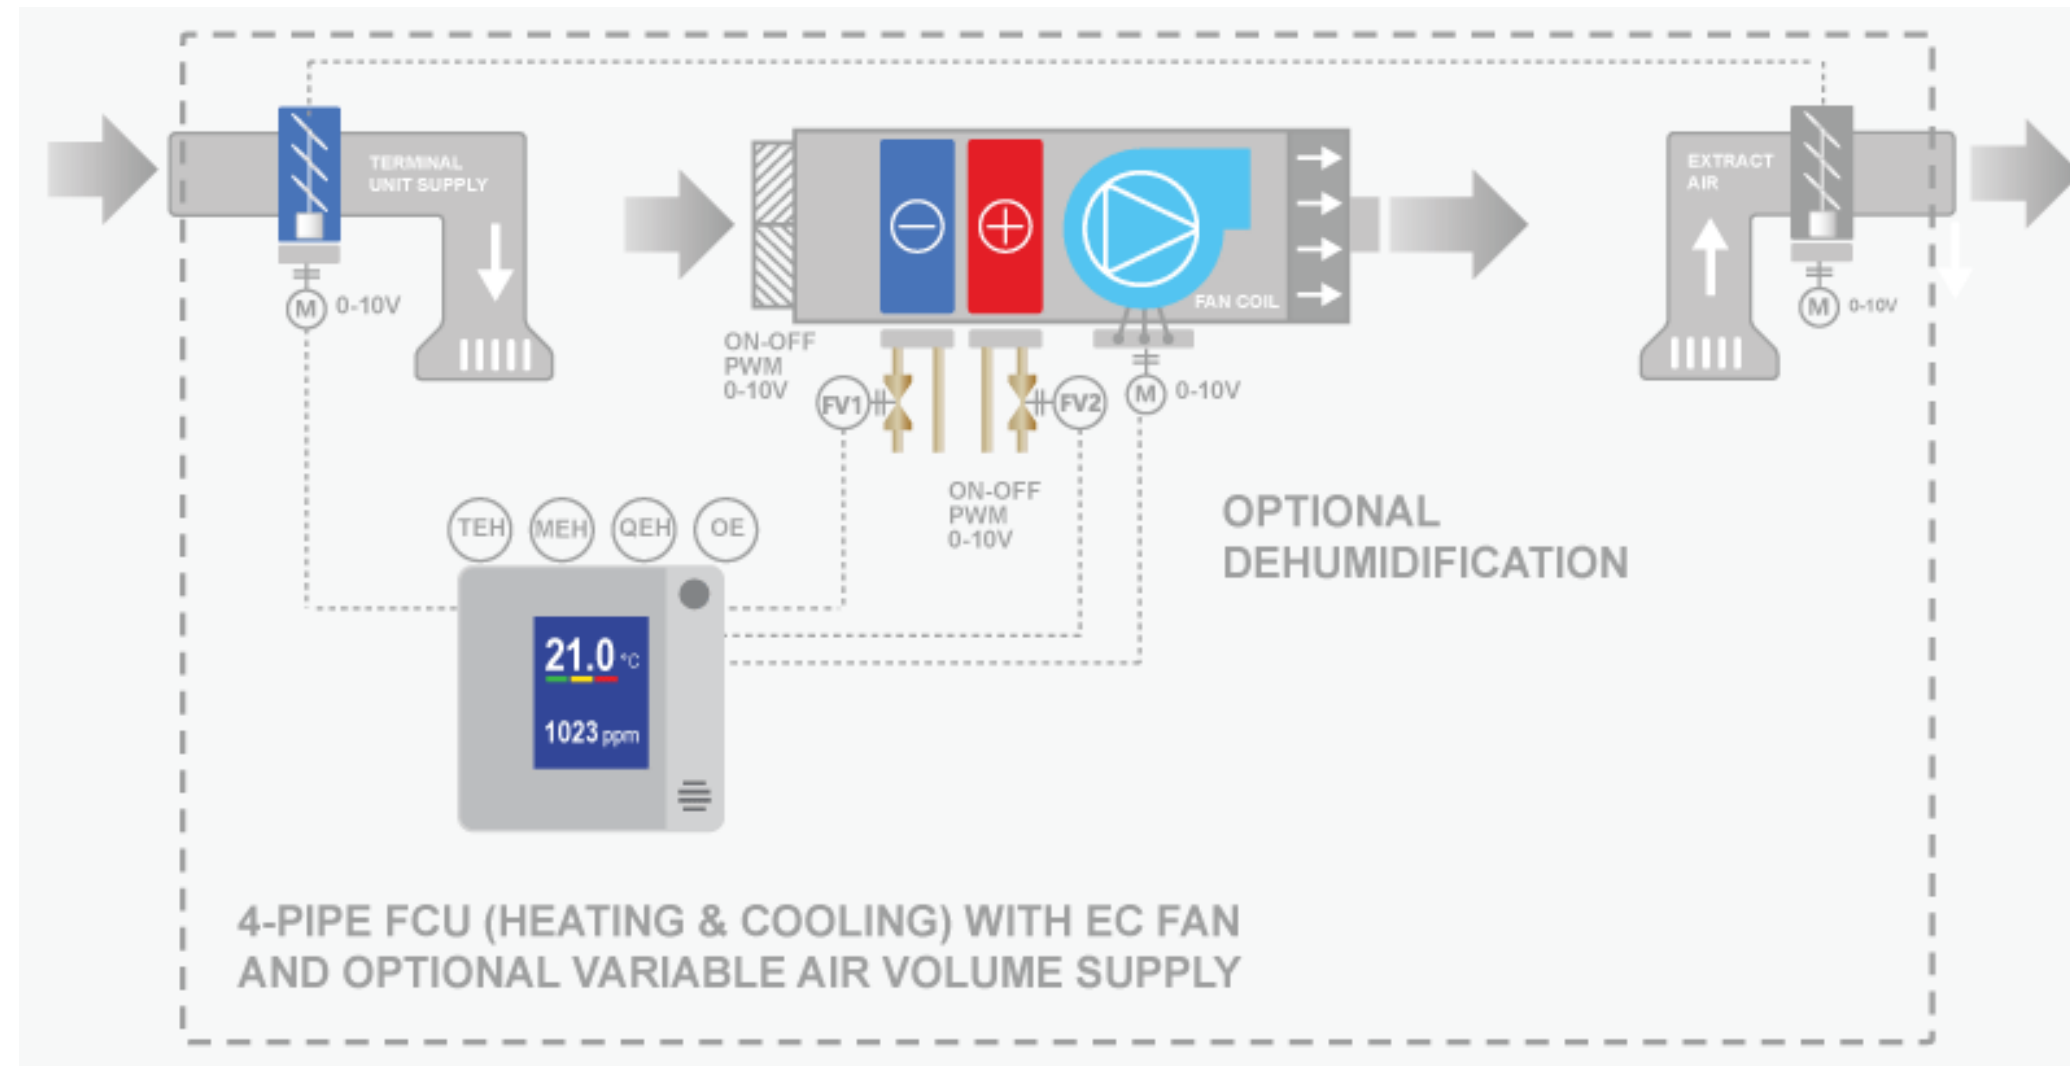 TERMINAL
UNIT SUPPLY
M
0-10V
ON-OFF
PWM
0-10V
FAN COIL
FV1
FV2
M
0-10V
ON-OFF
PWM
0-10V
EXTRACT
AIR
M
0-10V
TEH
MEH
QEH
OE
21.0 °C
1023 ppm
OPTIONAL
DEHUMIDIFICATION
4-PIPE FCU (HEATING & COOLING) WITH EC FAN
AND OPTIONAL VARIABLE AIR VOLUME SUPPLY